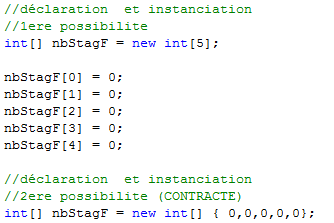 //déclaration  et instanciation
//1ere possibilite
int[] nbStagF = new int[5];
nbStagF[0] = 0;
nbStagF[1] = 0;
nbStagF[2] = 0;
nbStagF[3] = 0;
nbStagF[4] = 0;
//déclaration  et instanciation
//2ere possibilite (CONTRACTE)
int[] nbStagF = new int[] { 0,0,0,0,0};